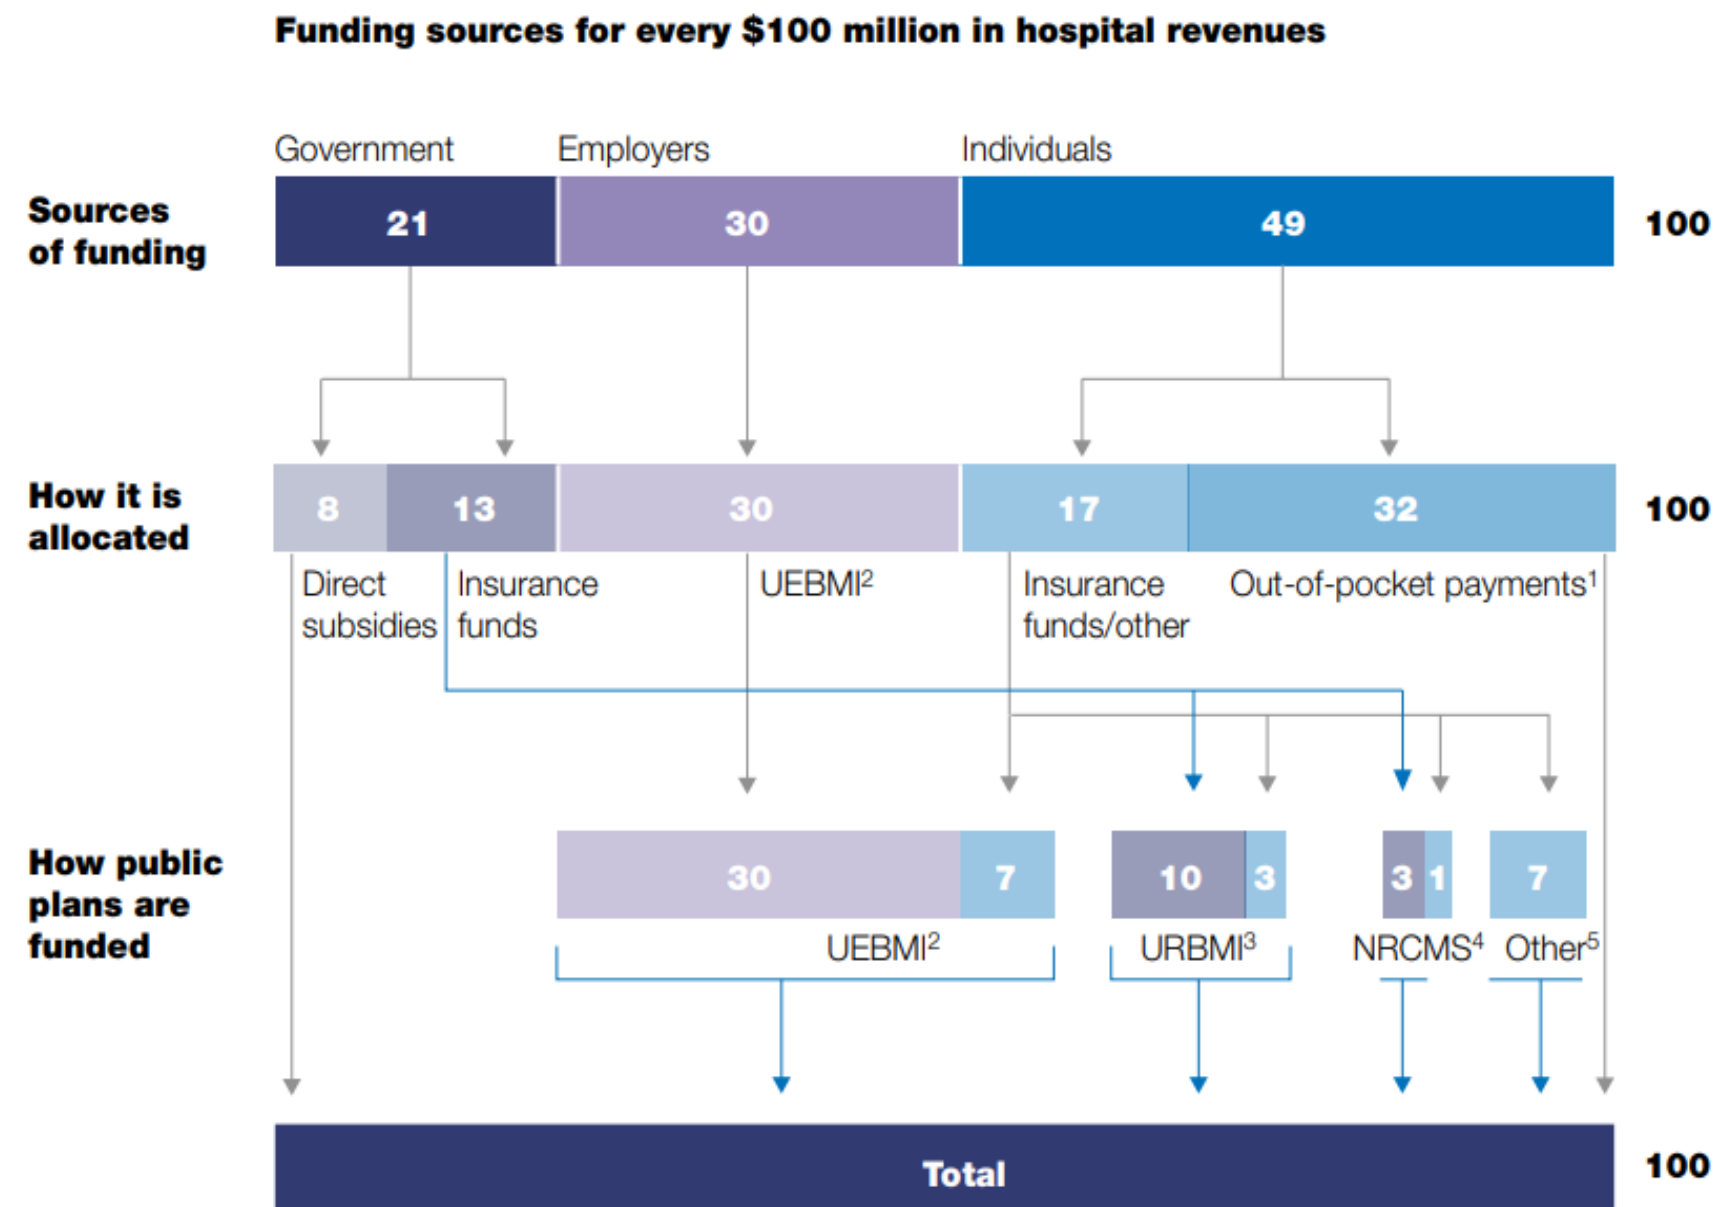 Funding sources for every $100 million in hospital revenues
Government Employers Individuals
Sources
of funding
21 30 49 100
How it is
allocated
8 13 30 17 32 100
Direct
subsidies
Insurance
funds
UEBMI²
Insurance
funds/other
Out-of-pocket payments¹
How public
plans are
funded
30 7 10 3 3 1 7
UEBMI² URBMI³ NRCMS⁴ Other⁵
Total 100